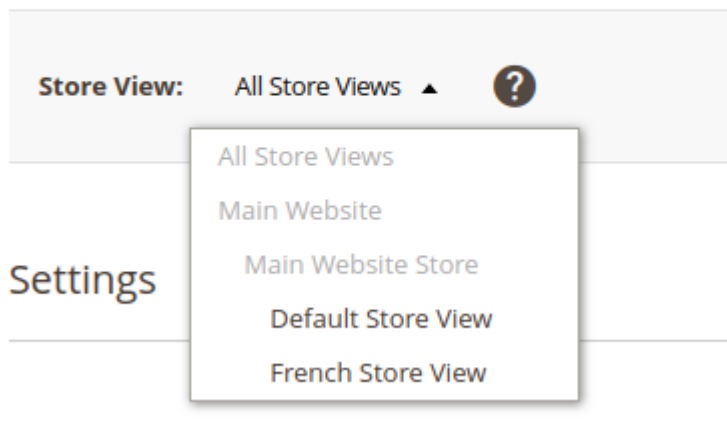 Store View: All Store Views ▲ ?
All Store Views
Main Website
Main Website Store
Settings
Default Store View
French Store View